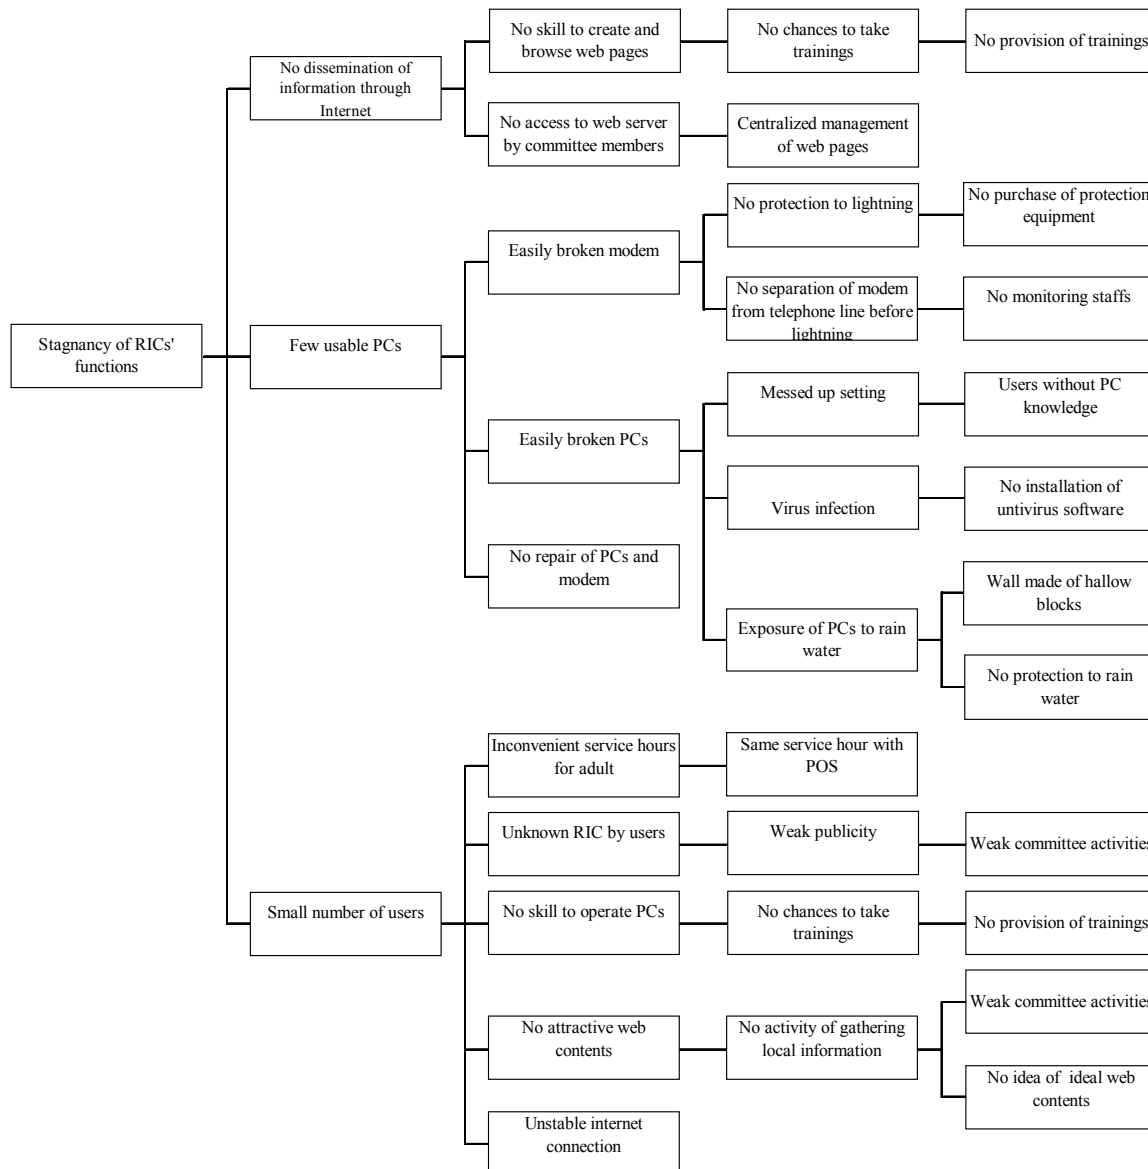 No skill to create and
browse web pages
No chances to take
trainings
No provision of trainings
No dissemination of
information through
Internet
No access to web server
by committee members
Centralized management
of web pages
No protection to lightning
No purchase of protection
equipment
Easily broken modem
No separation of modem
from telephone line before
lightning
No monitoring staffs
Stagnancy of RICs'
functions
Few usable PCs
Messed up setting
Users without PC
knowledge
Easily broken PCs
Virus infection
No installation of
untivirus software
No repair of PCs and
modem
Wall made of hallow
blocks
Exposure of PCs to rain
water
No protection to rain
water
Inconvenient service hours
for adult
Same service hour with
POS
Unknown RIC by users
Weak publicity
Weak committee activities
Small number of users
No skill to operate PCs
No chances to take
trainings
No provision of trainings
Weak committee activities
No attractive web
contents
No activity of gathering
local information
No idea of ideal web
contents
Unstable internet
connection